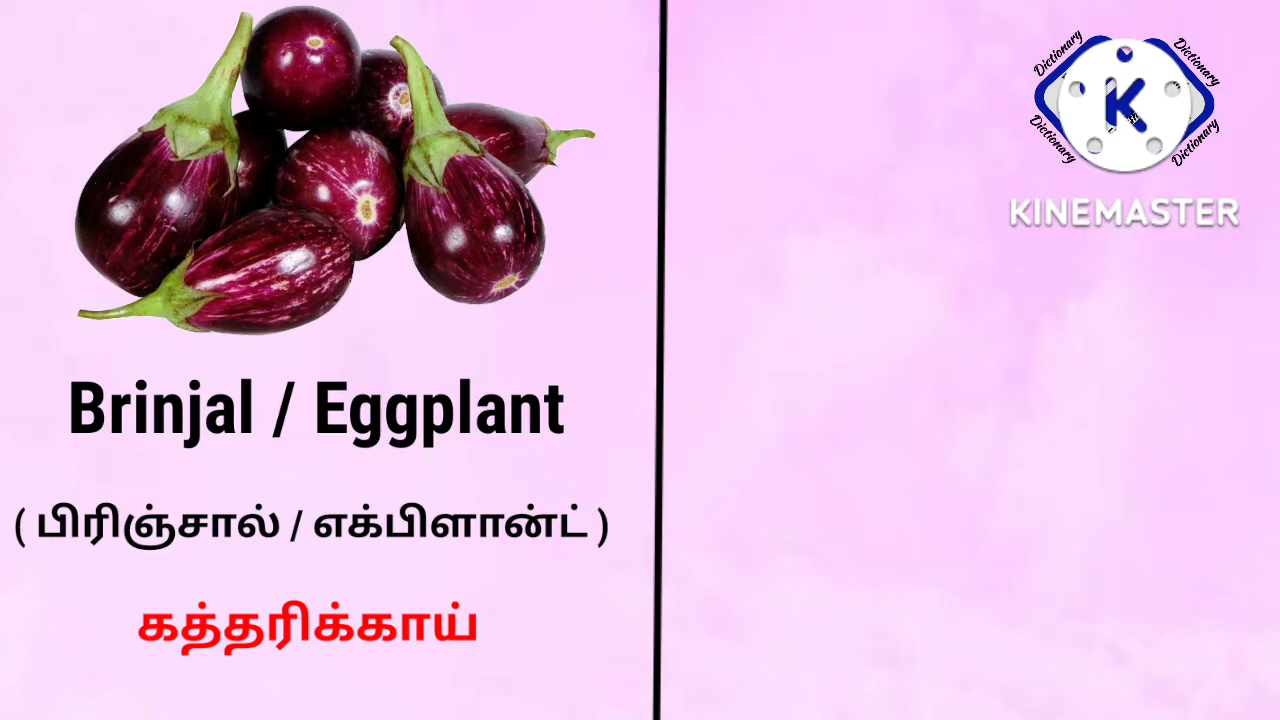 Brinjal / Eggplant
( பிரிஞ்சால் / எக்பிளான்ட் )
கத்தரிக்காய்
Dictionary
Dictionary
K
Dictionary
Dictionary
KINEMASTER